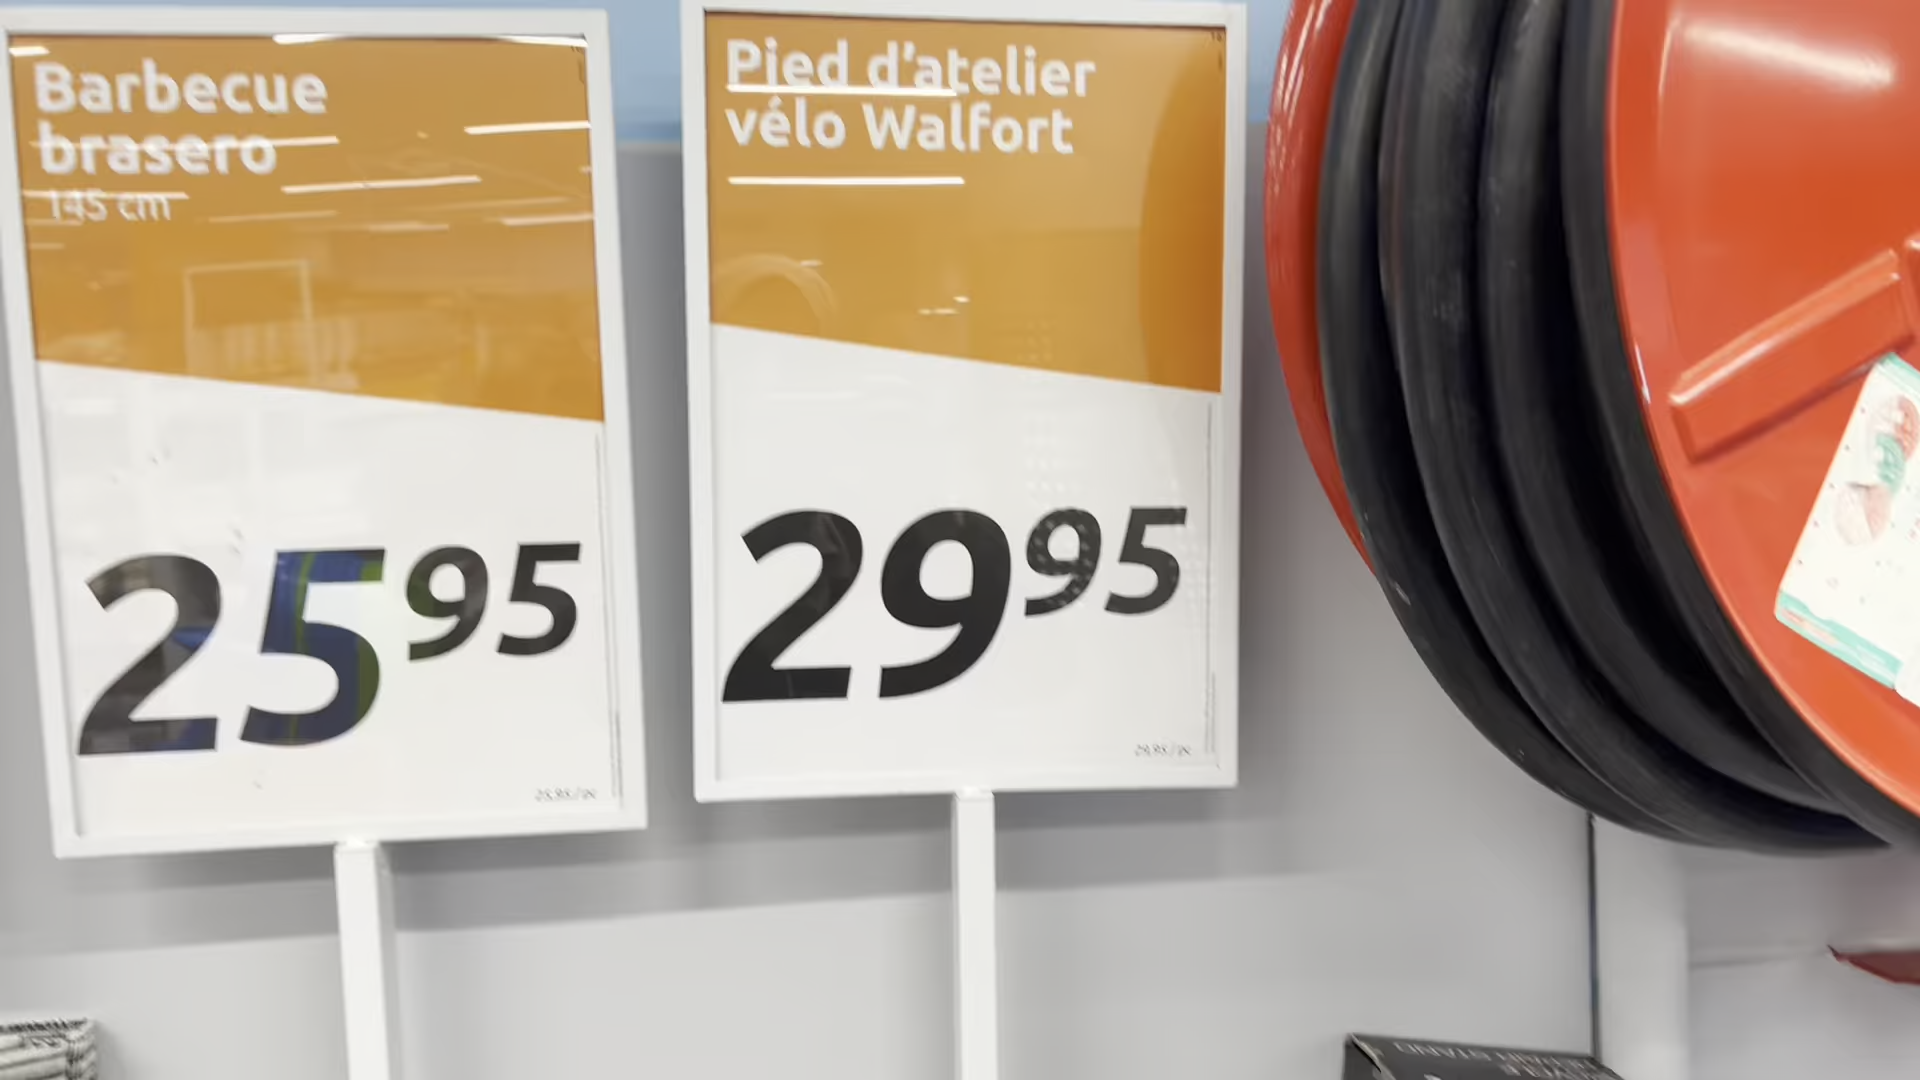 Barbecue
brasero
145 cm
2595
Pied d'atelier
vélo Walfort
2995